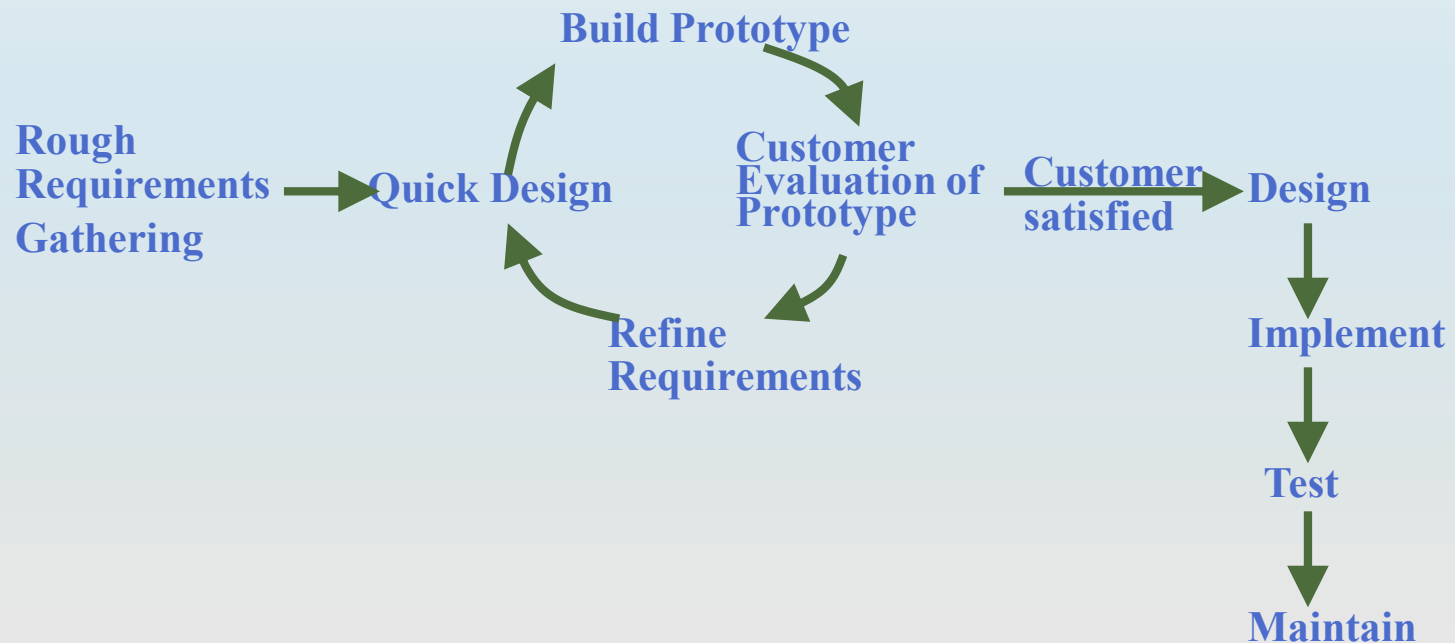 Build Prototype
Rough
Requirements
Gathering
Quick Design
Customer
Evaluation of
Prototype
Customer
satisfied
Design
Refine
Requirements
Implement
Test
Maintain